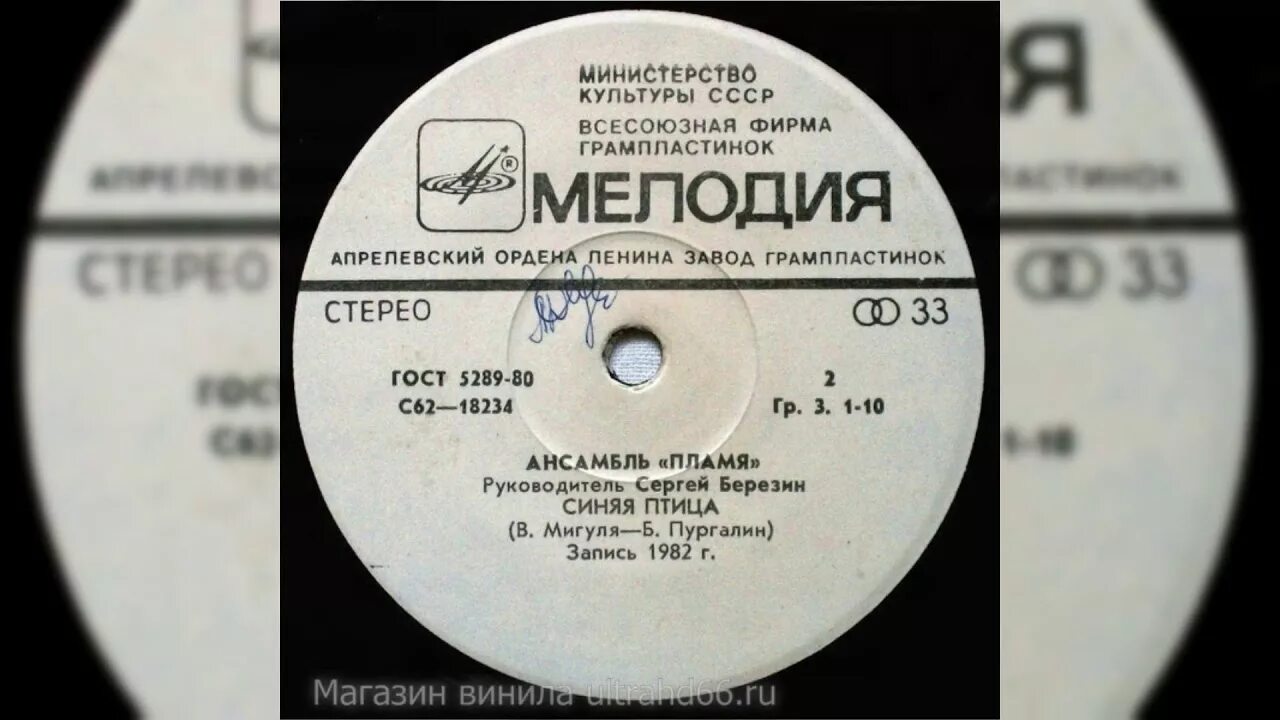 МИНИСТЕРСТВО
КУЛЬТУРЫ СССР
ВСЕСОЮЗНАЯ ФИРМА
ГРАМПЛАСТИНОК
МЕЛОДИЯ
®
АПРЕЛЕВСКИЙ ОРДЕНА ЛЕНИНА ЗАВОД ГРАМПЛАСТИНОК
СТЕРЕО 33
ГОСТ 5289-80 2
С62—18234 Гр. 3. 1-10
АНСАМБЛЬ «ПЛАМЯ»
Руководитель Сергей Березин
СИНЯЯ ПТИЦА
(В. Мигуля—Б. Пургалин)
Запись 1982 г.
Магазин винила ultrahd66.ru